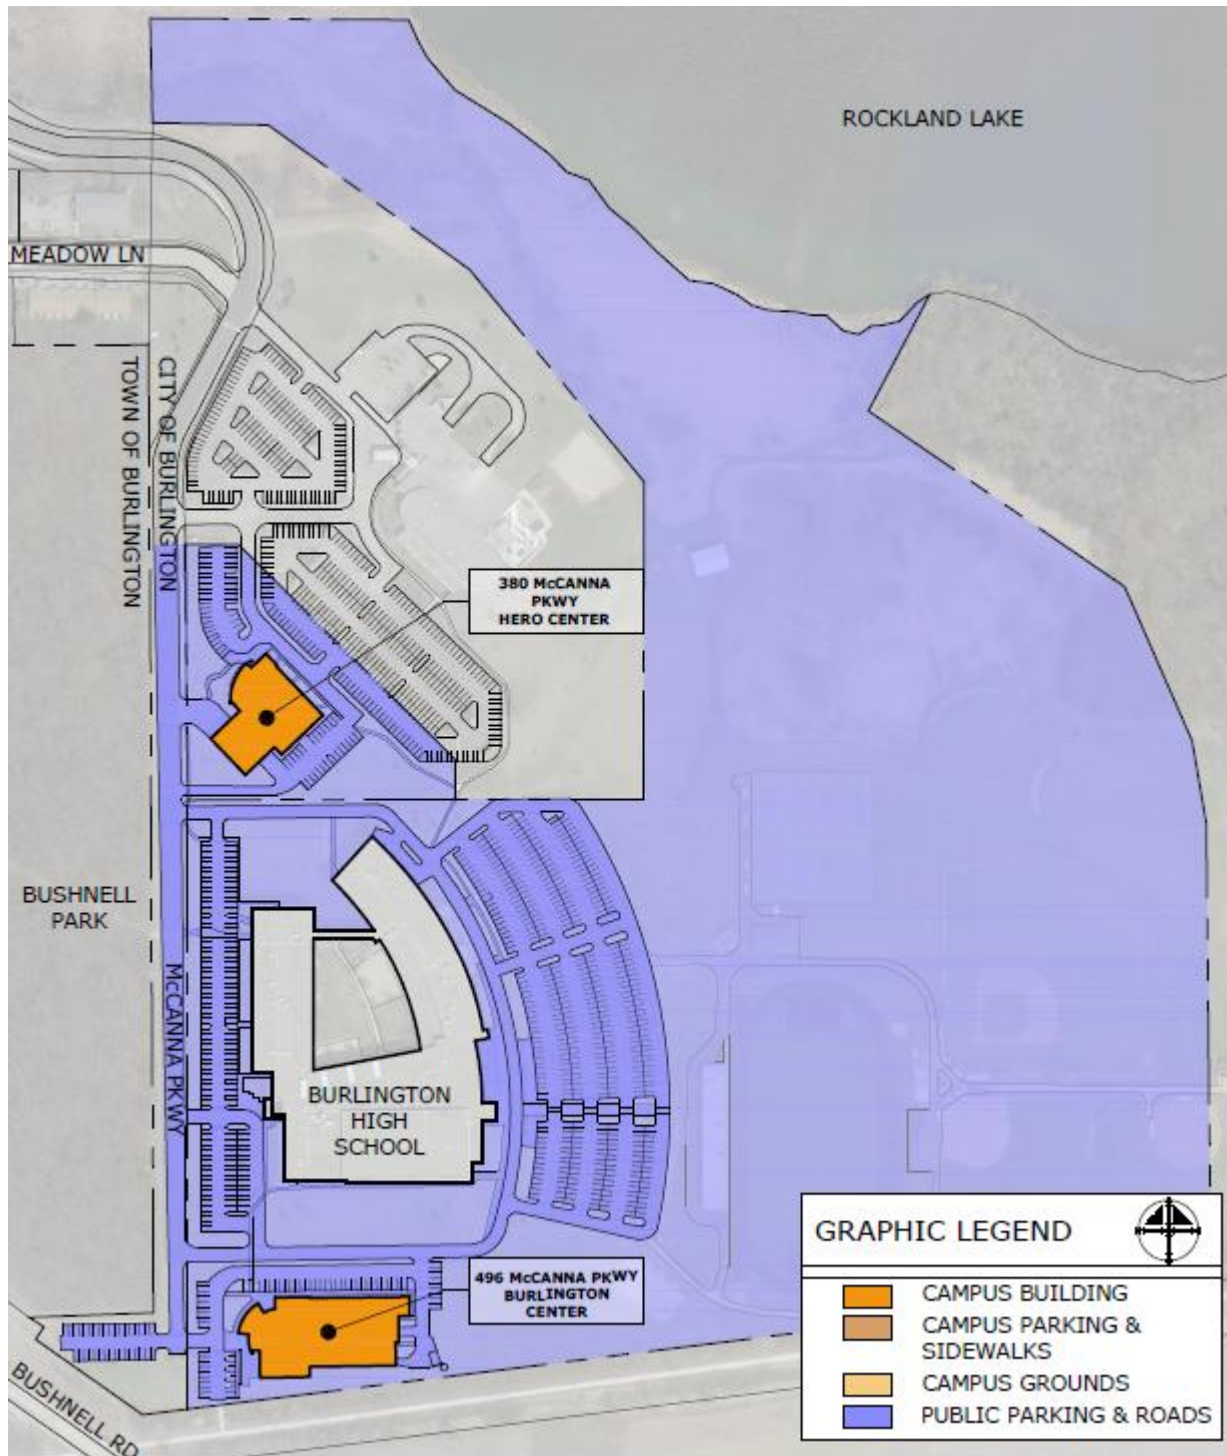 ROCKLAND LAKE
MEADOW LN
CITY OF BURLINGTON
TOWN OF BURLINGTON
380 McCANNA
PKWY
HERO CENTER
BUSHNELL
PARK
McCANNA PKWY
BURLINGTON
HIGH
SCHOOL
496 McCANNA PKWY
BURLINGTON
CENTER
BUSHNELL RD
GRAPHIC LEGEND
CAMPUS BUILDING
CAMPUS PARKING &
SIDEWALKS
CAMPUS GROUNDS
PUBLIC PARKING & ROADS